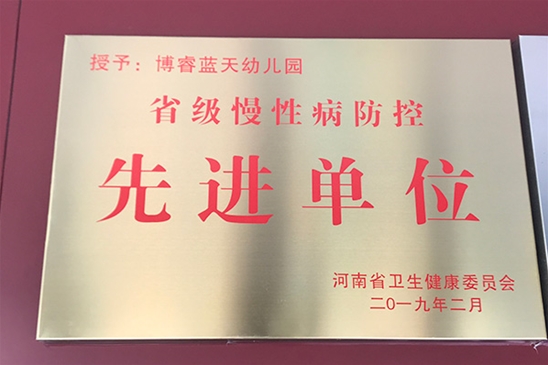 授予：博睿蓝天幼儿园
省级慢性病防控
先进单位
河南省卫生健康委员会
二0一九年二月